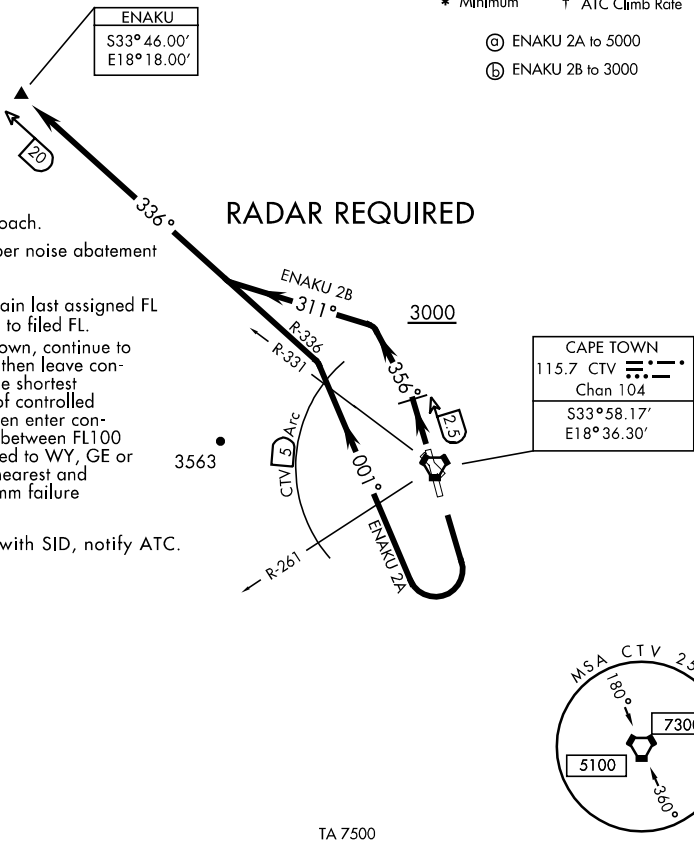 * Minimum † ATC Climb Rate
ⓐ ENAKU 2A to 5000
ⓑ ENAKU 2B to 3000
ENAKU
S33° 46.00′
E18° 18.00′
20
336°
RADAR REQUIRED
oach.
per noise abatement
ain last assigned FL
to filed FL.
own, continue to
then leave con-
e shortest
of controlled
en enter con-
between FL100
ed to WY, GE or
nearest and
mm failure
with SID, notify ATC.
ENAKU 2B
311°
3000
R-336
R-331
356°
2.5
CAPE TOWN
115.7 CTV
Chan 104
S33° 58.17′
E18° 36.30′
3563
CTV 5 Arc
001°
ENAKU 2A
R-261
MSA CTV 25
180°
7300
5100
360°
TA 7500